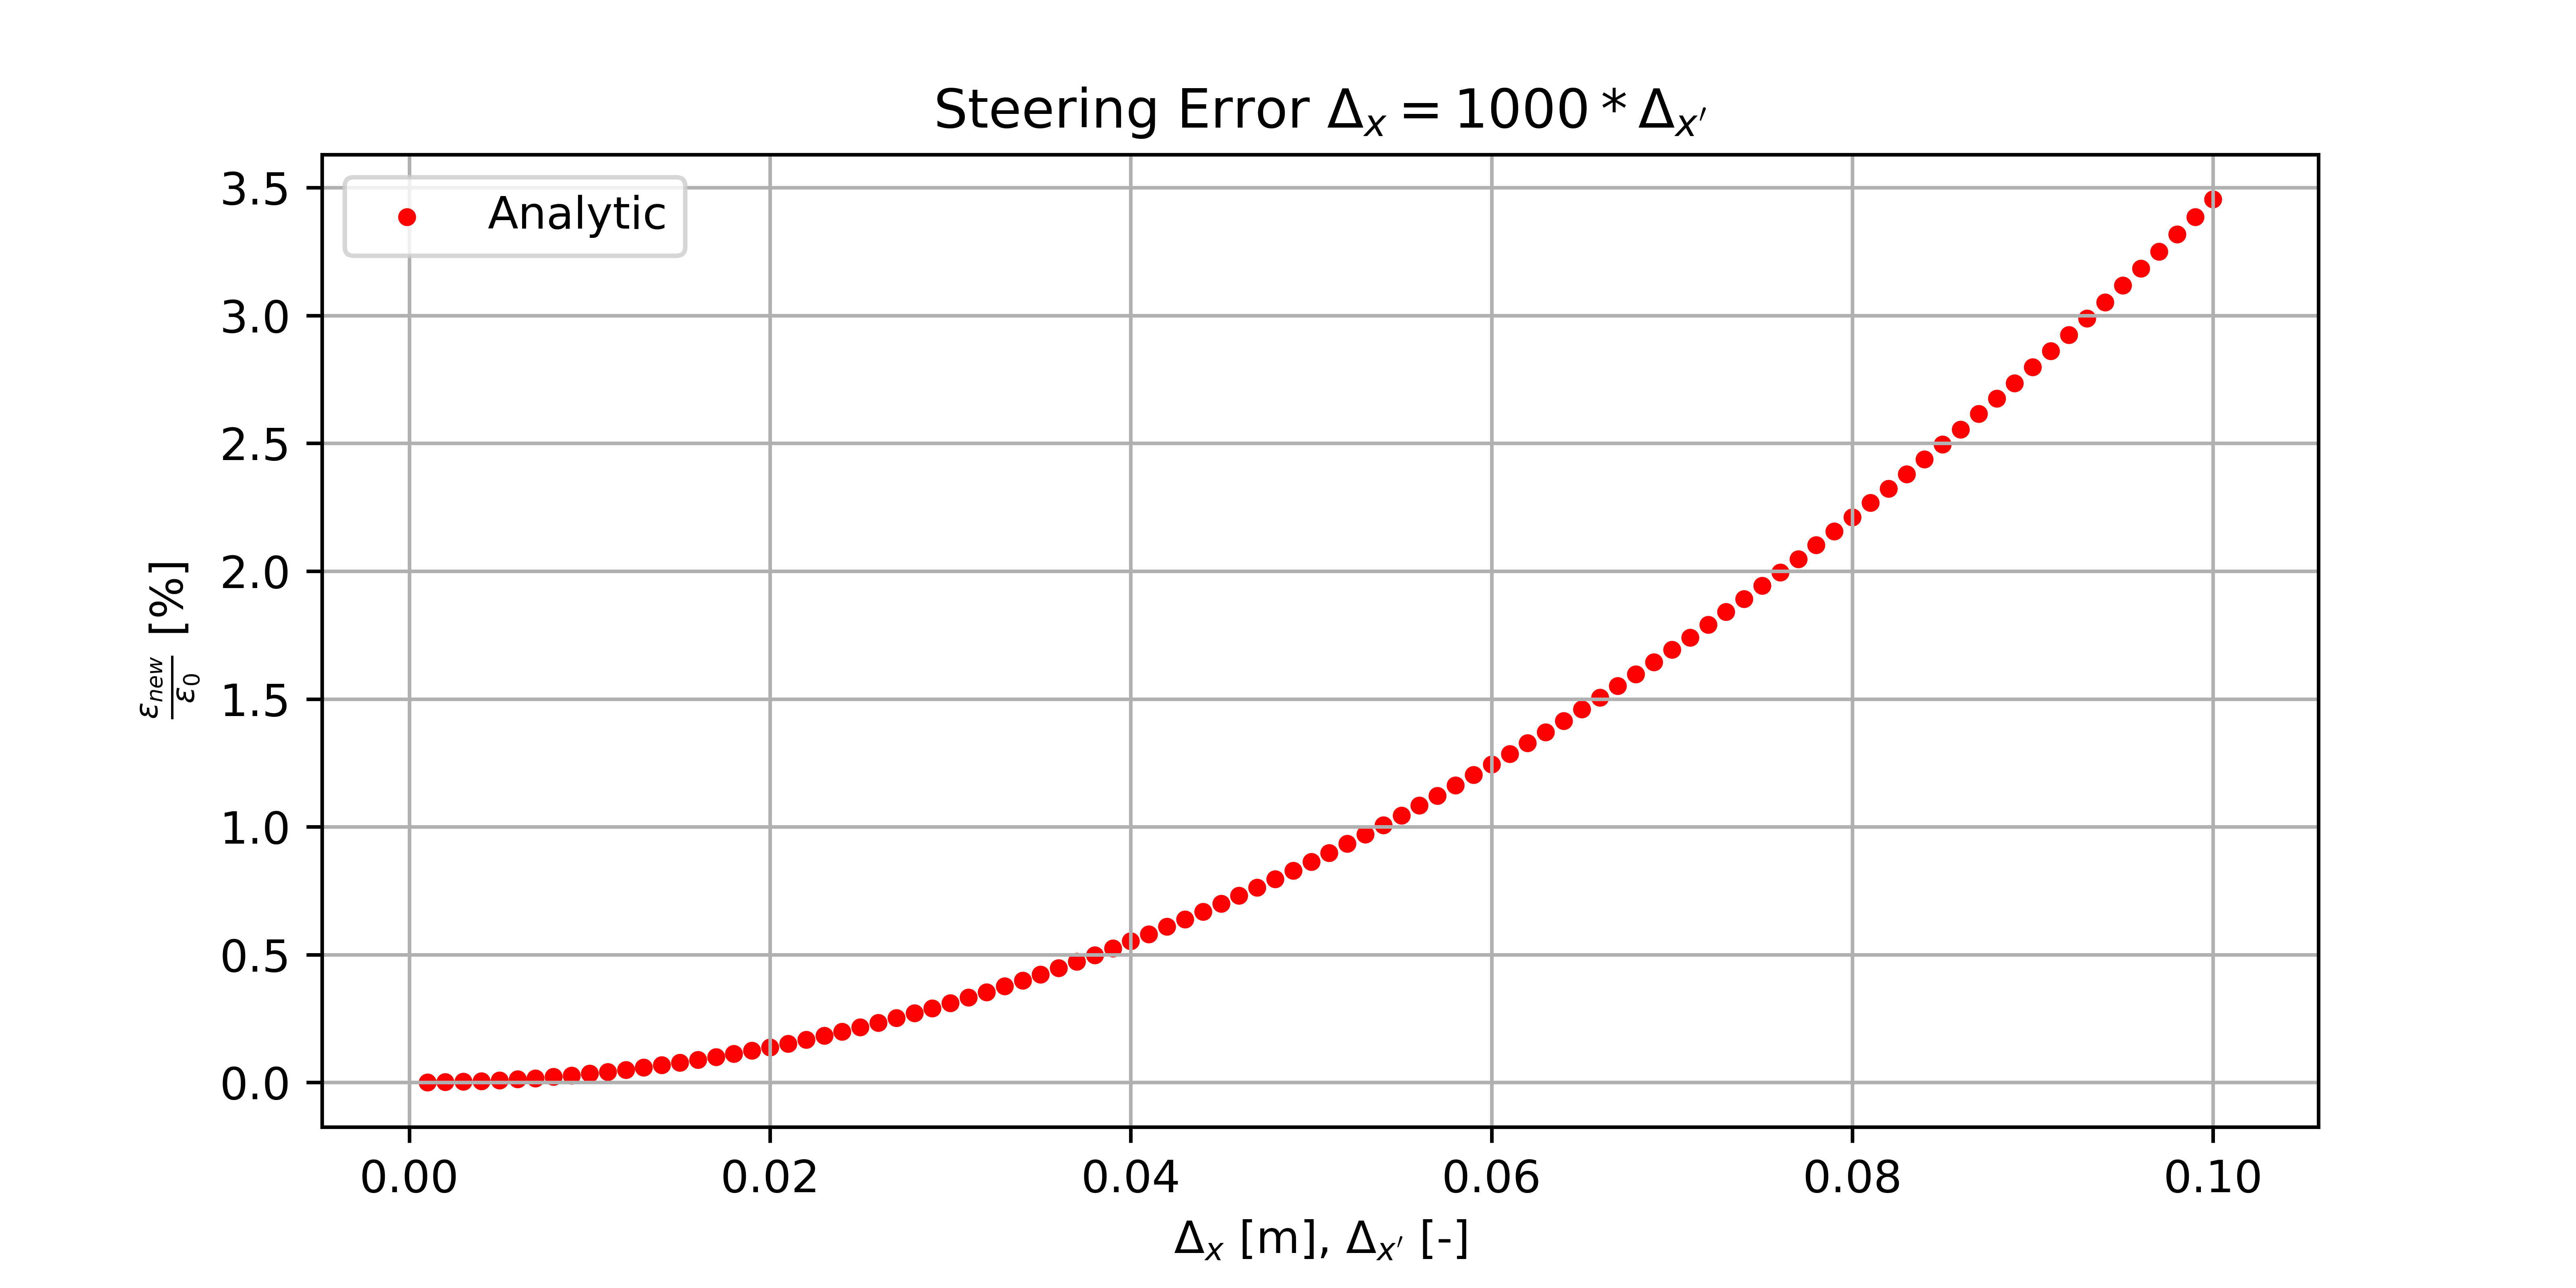 Steering Error Δₓ = 1000 * Δₓ′
Analytic
3.5
3.0
2.5
2.0
1.5
1.0
0.5
0.0
εnew/ε0 [%]
0.00 0.02 0.04 0.06 0.08 0.10
Δₓ [m], Δₓ′ [-]